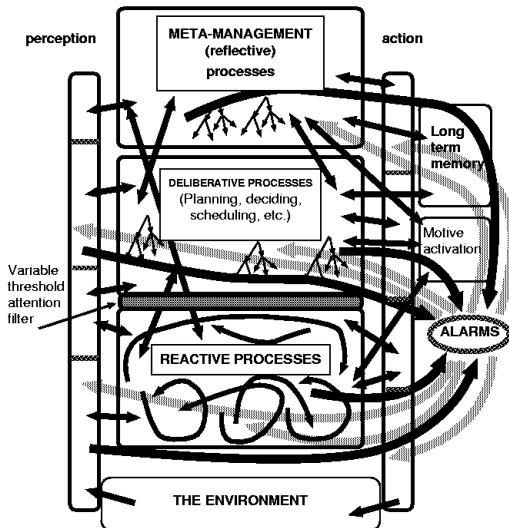 META-MANAGEMENT
(reflective)
processes
perception
action
Long
term
memory
DELIBERATIVE PROCESSES
(Planning, deciding,
scheduling, etc.)
Motive
activation
Variable
threshold
attention
filter
ALARMS
REACTIVE PROCESSES
THE ENVIRONMENT